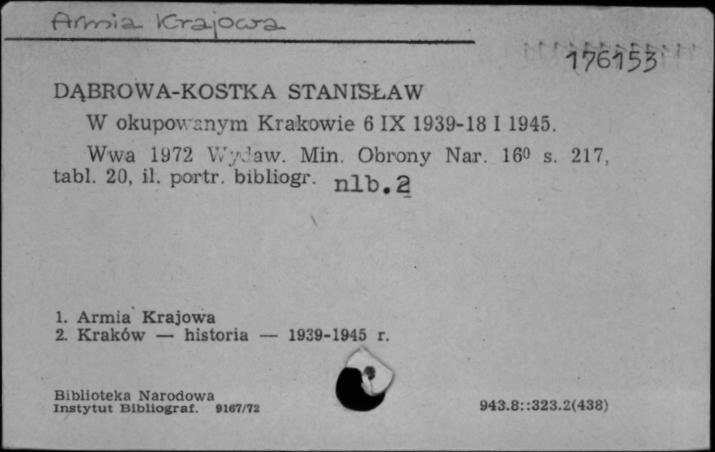 Armia Krajowa
176153
DĄBROWA-KOSTKA STANISŁAW
W okupowanym Krakowie 6 IX 1939-18 I 1945.
Wwa 1972 Wydaw. Min. Obrony Nar. 16⁰ s. 217,
tabl. 20, il. portr. bibliogr. nlb. 2
1. Armia Krajowa
2. Kraków — historia — 1939-1945 r.
Biblioteka Narodowa
Instytut Bibliograf. 9167/72
943.8::323.2(438)